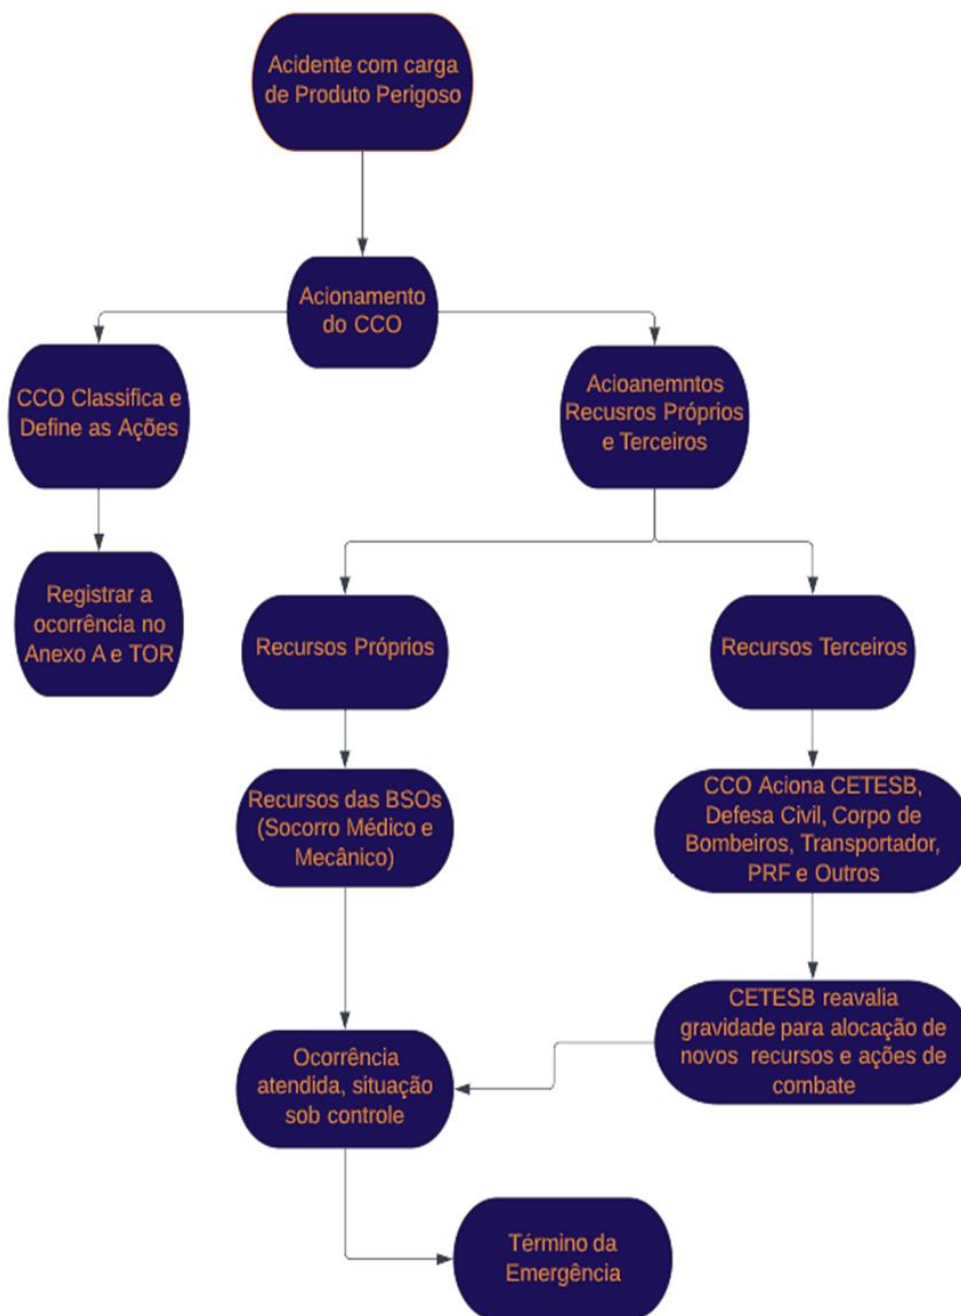 Acidente com carga
de Produto Perigoso
Acionamento
do CCO
CCO Classifica e
Define as Ações
Acioanemntos
Recusros Próprios
e Terceiros
Registrar a
ocorrência no
Anexo A e TOR
Recursos Próprios
Recursos Terceiros
Recursos das BSOs
(Socorro Médico e
Mecânico)
CCO Aciona CETESB,
Defesa Civil, Corpo de
Bombeiros, Transportador,
PRF e Outros
CETESB reavalia
gravidade para alocação de
novos recursos e ações de
combate
Ocorrência
atendida, situação
sob controle
Término da
Emergência